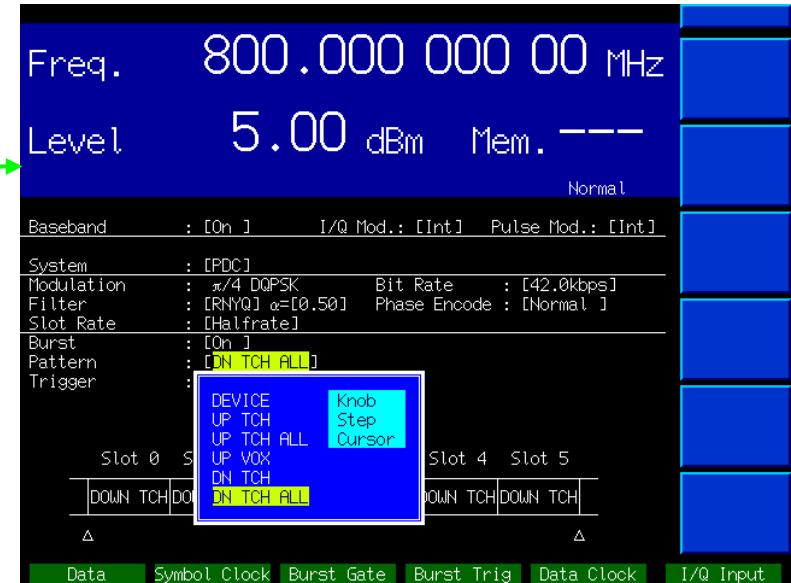 Freq. 800.000 000 00 MHz
Level 5.00 dBm Mem. ---
Normal
Baseband : [On ] I/Q Mod.: [Int] Pulse Mod.: [Int]
System : [PDC]
Modulation : π/4 DQPSK Bit Rate : [42.0kbps]
Filter : [RNYQ] α=[0.50] Phase Encode : [Normal ]
Slot Rate : [Halfrate]
Burst : [On ]
Pattern : [DN TCH ALL]
Trigger :
DEVICE Knob
UP TCH Step
UP TCH ALL Cursor
UP VOX
DN TCH
DN TCH ALL
Slot 0 S Slot 4 Slot 5
DOWN TCH DO OWN TCH DOWN TCH
Data Symbol Clock Burst Gate Burst Trig Data Clock I/Q Input